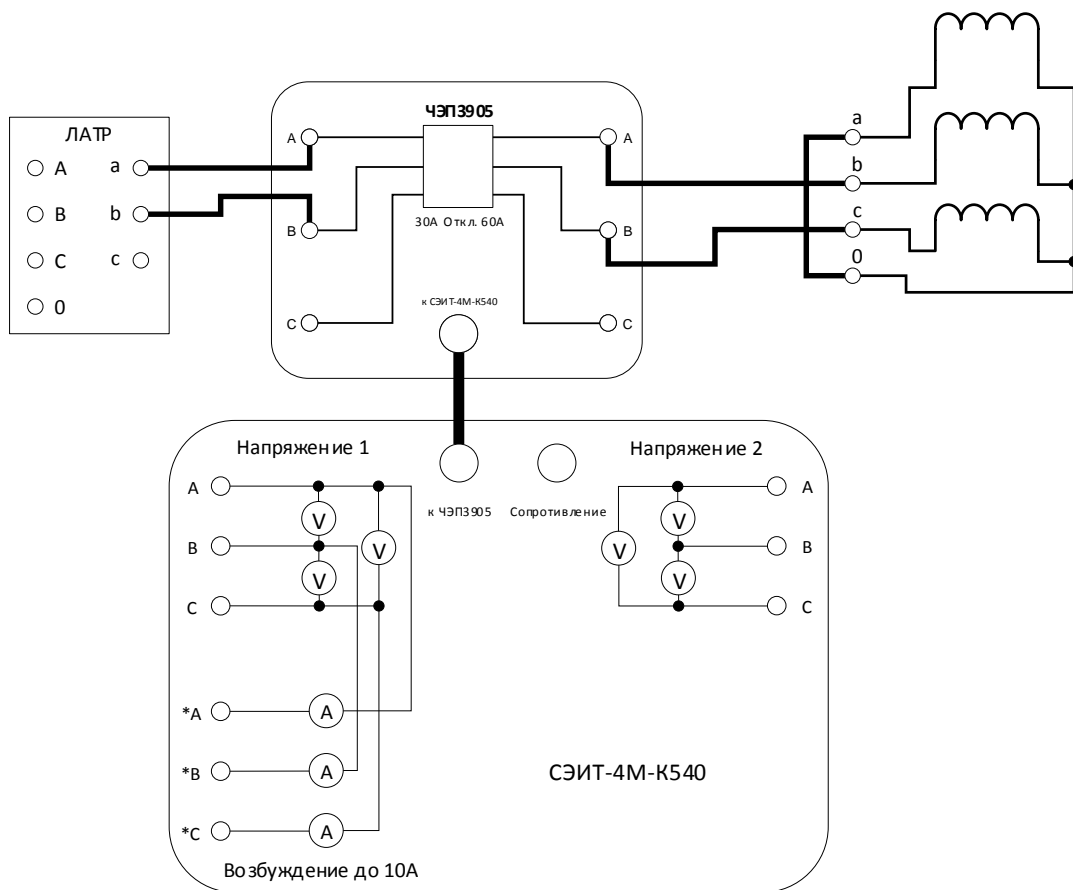 ЛАТР
A a
B b
C c
0
ЧЭП3905
A A
B B
C C
30А Откл. 60А
к СЭИТ-4М-К540
a
b
c
0
Напряжение 1
Напряжение 2
к ЧЭП3905 Сопротивление
A
B
C
V
V
V
V
V
V
A
B
C
*A A
*B A
*C A
СЭИТ-4М-К540
Возбуждение до 10А